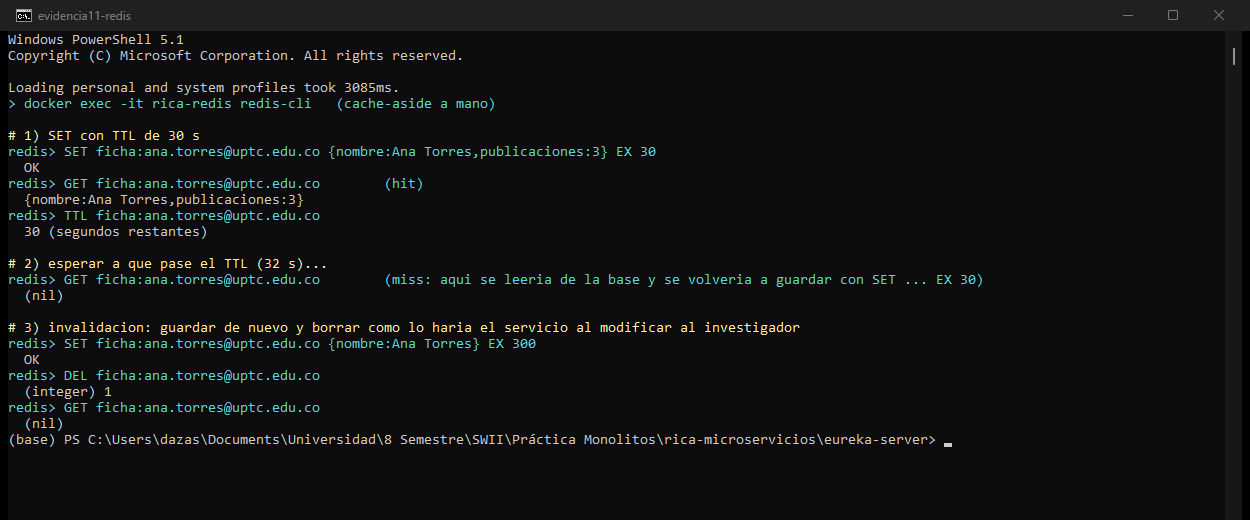 evidencia11-redis
Windows PowerShell 5.1
Copyright (C) Microsoft Corporation. All rights reserved.
Loading personal and system profiles took 3085ms.
> docker exec -it rica-redis redis-cli   (cache-aside a mano)
# 1) SET con TTL de 30 s
redis> SET ficha:ana.torres@uptc.edu.co {nombre:Ana Torres,publicaciones:3} EX 30
  OK
redis> GET ficha:ana.torres@uptc.edu.co        (hit)
  {nombre:Ana Torres,publicaciones:3}
redis> TTL ficha:ana.torres@uptc.edu.co
  30 (segundos restantes)
# 2) esperar a que pase el TTL (32 s)...
redis> GET ficha:ana.torres@uptc.edu.co        (miss: aqui se leeria de la base y se volveria a guardar con SET ... EX 30)
  (nil)
# 3) invalidacion: guardar de nuevo y borrar como lo haria el servicio al modificar al investigador
redis> SET ficha:ana.torres@uptc.edu.co {nombre:Ana Torres} EX 300
  OK
redis> DEL ficha:ana.torres@uptc.edu.co
  (integer) 1
redis> GET ficha:ana.torres@uptc.edu.co
  (nil)
(base) PS C:\Users\dazas\Documents\Universidad\8 Semestre\SWII\Práctica Monolitos\rica-microservicios\eureka-server>